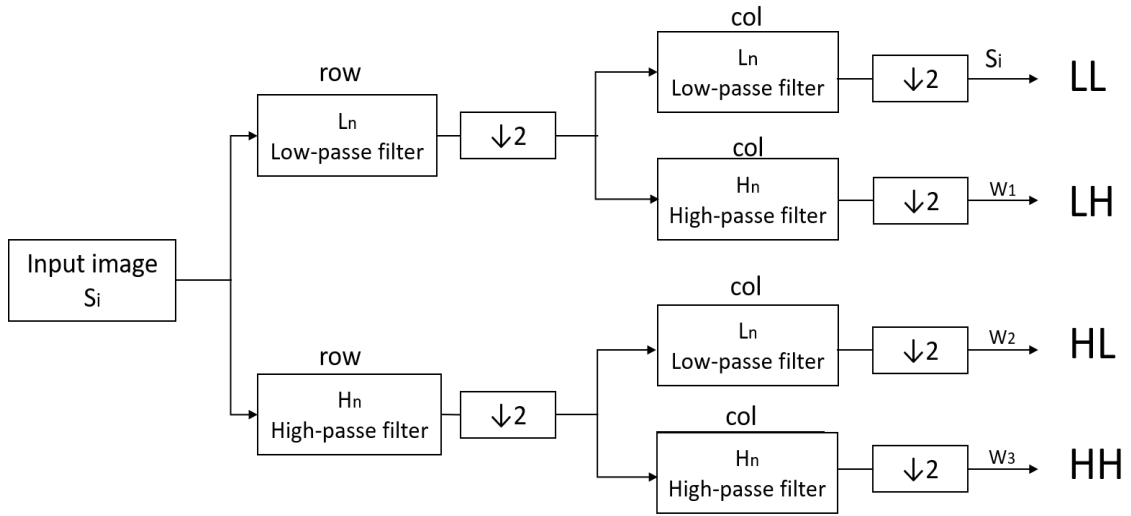 col
Ln
Low-passe filter
↓2
Si
LL
row
Ln
Low-passe filter
↓2
col
Hn
High-passe filter
↓2
W1
LH
Input image
Si
col
Ln
Low-passe filter
↓2
W2
HL
row
Hn
High-passe filter
↓2
col
Hn
High-passe filter
↓2
W3
HH